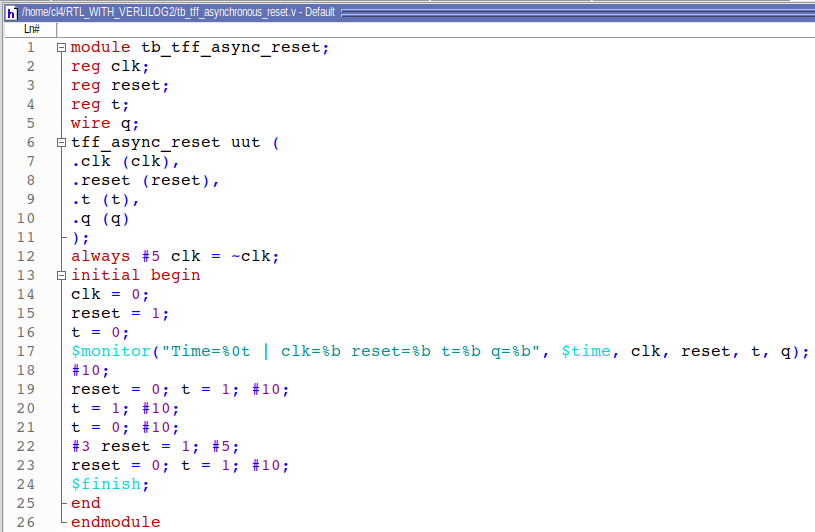 h /home/cl4/RTL_WITH_VERLILOG2/tb_tff_asynchronous_reset.v - Default
Ln#
1 module tb_tff_async_reset;
2 reg clk;
3 reg reset;
4 reg t;
5 wire q;
6 tff_async_reset uut (
7 .clk (clk),
8 .reset (reset),
9 .t (t),
10 .q (q)
11 );
12 always #5 clk = ~clk;
13 initial begin
14 clk = 0;
15 reset = 1;
16 t = 0;
17 $monitor("Time=%0t | clk=%b reset=%b t=%b q=%b", $time, clk, reset, t, q);
18 #10;
19 reset = 0; t = 1; #10;
20 t = 1; #10;
21 t = 0; #10;
22 #3 reset = 1; #5;
23 reset = 0; t = 1; #10;
24 $finish;
25 end
26 endmodule